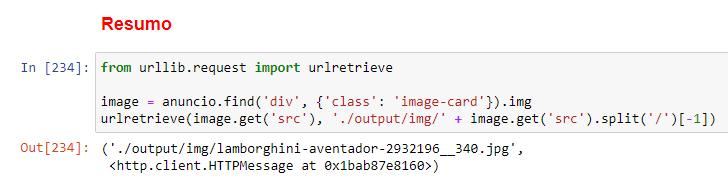 Resumo
In [234]: from urllib.request import urlretrieve
image = anuncio.find('div', {'class': 'image-card'}).img
urlretrieve(image.get('src'), './output/img/' + image.get('src').split('/')[-1])
Out[234]: ('./output/img/lamborghini-aventador-2932196__340.jpg',
<http.client.HTTPMessage at 0x1bab87e8160>)